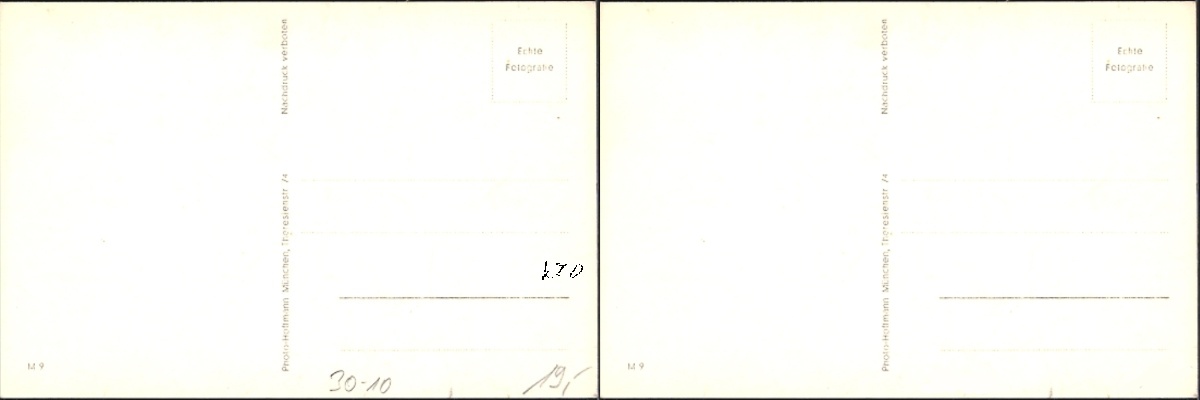 Echte
Fotografie
Nachdruck verboten
Photo-Hoffmann München, Theresienstr. 74
M 9
30-10
19,-
Echte
Fotografie
Nachdruck verboten
Photo-Hoffmann München, Theresienstr. 74
M 9